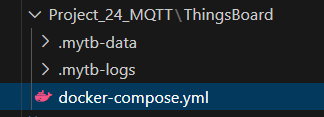 Project_24_MQTT\ThingsBoard
.mytb-data
.mytb-logs
docker-compose.yml